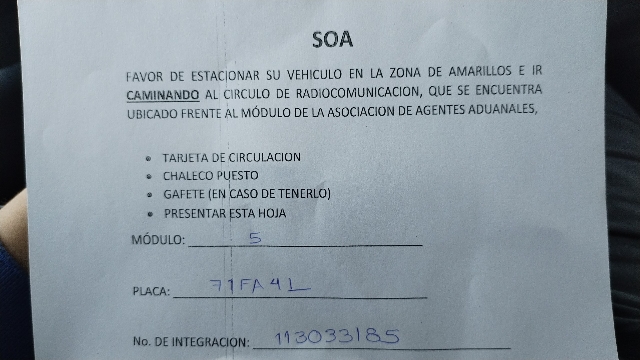 SOA
FAVOR DE ESTACIONAR SU VEHICULO EN LA ZONA DE AMARILLOS E IR
CAMINANDO AL CIRCULO DE RADIOCOMUNICACION, QUE SE ENCUENTRA
UBICADO FRENTE AL MÓDULO DE LA ASOCIACION DE AGENTES ADUANALES,
• TARJETA DE CIRCULACION
• CHALECO PUESTO
• GAFETE (EN CASO DE TENERLO)
• PRESENTAR ESTA HOJA
MÓDULO: 5
PLACA: 71FA4L
No. DE INTEGRACION: 113033185